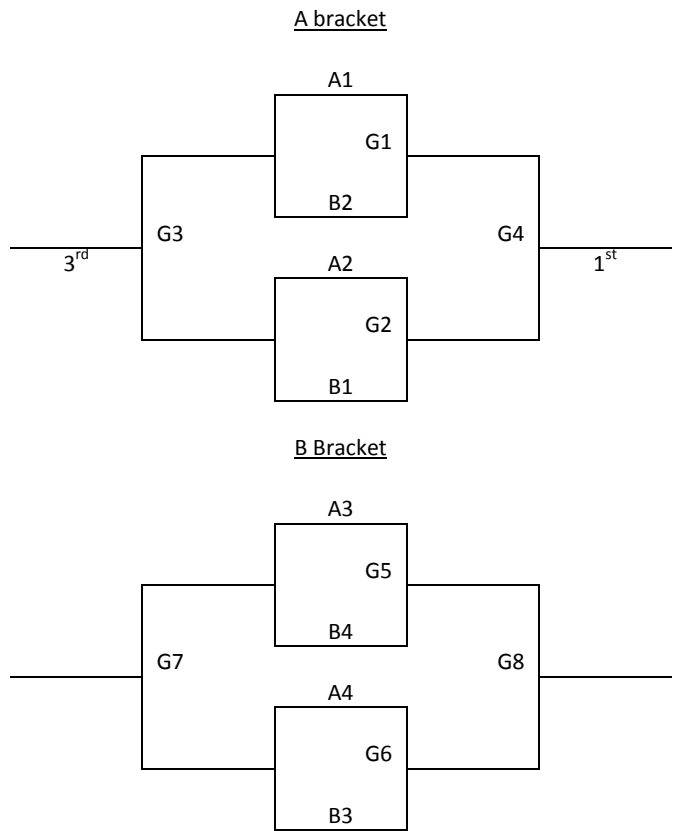 A bracket
A1
G1
B2
G3 G4
3rd 1st
A2
G2
B1
B Bracket
A3
G5
B4
G7 G8
A4
G6
B3